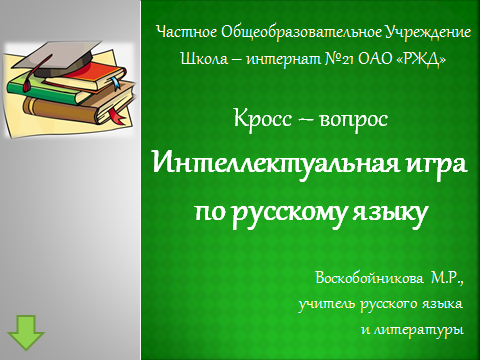 Частное Общеобразовательное Учреждение
Школа – интернат №21 ОАО «РЖД»
Кросс – вопрос
Интеллектуальная игра
по русскому языку
Воскобойникова М.Р.,
учитель русского языка
и литературы